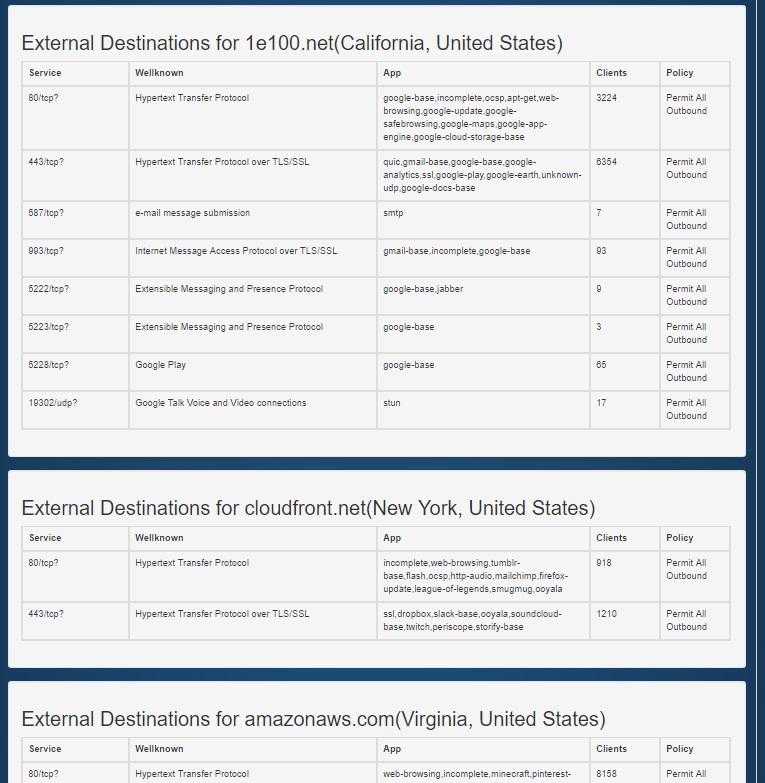 External Destinations for 1e100.net(California, United States)
Service Wellknown App Clients Policy
80/tcp? Hypertext Transfer Protocol google-base,incomplete,ocsp,apt-get,web- 3224 Permit All
browsing,google-update,google- Outbound
safebrowsing,google-maps,google-app-
engine,google-cloud-storage-base
443/tcp? Hypertext Transfer Protocol over TLS/SSL quic,gmail-base,google-base,google- 6354 Permit All
analytics,ssl,google-play,google-earth,unknown- Outbound
udp,google-docs-base
587/tcp? e-mail message submission smtp 7 Permit All
Outbound
993/tcp? Internet Message Access Protocol over TLS/SSL gmail-base,incomplete,google-base 93 Permit All
Outbound
5222/tcp? Extensible Messaging and Presence Protocol google-base,jabber 9 Permit All
Outbound
5223/tcp? Extensible Messaging and Presence Protocol google-base 3 Permit All
Outbound
5228/tcp? Google Play google-base 65 Permit All
Outbound
19302/udp? Google Talk Voice and Video connections stun 17 Permit All
Outbound
External Destinations for cloudfront.net(New York, United States)
Service Wellknown App Clients Policy
80/tcp? Hypertext Transfer Protocol incomplete,web-browsing,tumblr- 918 Permit All
base,flash,ocsp,http-audio,mailchimp,firefox- Outbound
update,league-of-legends,smugmug,ooyala
443/tcp? Hypertext Transfer Protocol over TLS/SSL ssl,dropbox,slack-base,ooyala,soundcloud- 1210 Permit All
base,twitch,periscope,storify-base Outbound
External Destinations for amazonaws.com(Virginia, United States)
Service Wellknown App Clients Policy
80/tcp? Hypertext Transfer Protocol web-browsing,incomplete,minecraft,pinterest- 8158 Permit All